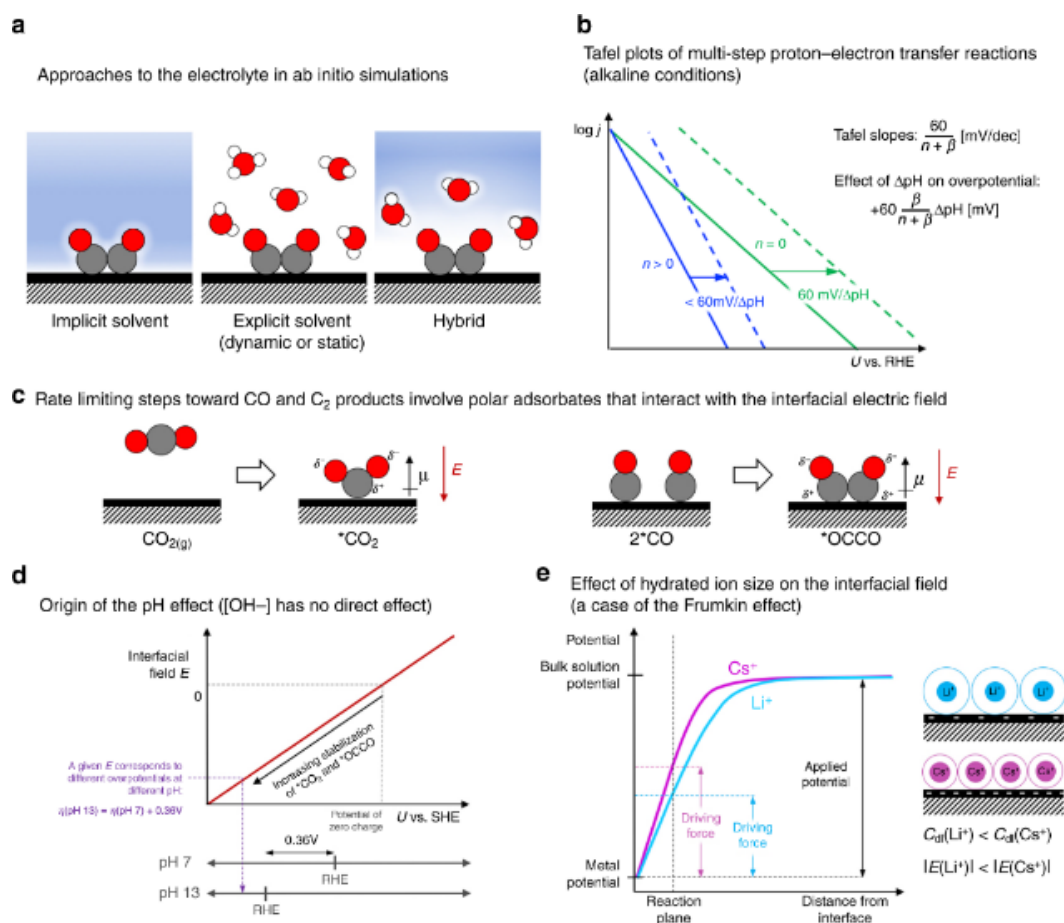 a
Approaches to the electrolyte in ab initio simulations
Implicit solvent
Explicit solvent
(dynamic or static)
Hybrid
b
Tafel plots of multi-step proton–electron transfer reactions
(alkaline conditions)
log j
Tafel slopes: 60/(n + β) [mV/dec]
Effect of ΔpH on overpotential:
+60 β/(n + β) ΔpH [mV]
n = 0
n > 0
60 mV/ΔpH
< 60mV/ΔpH
U vs. RHE
c
Rate limiting steps toward CO and C₂ products involve polar adsorbates that interact with the interfacial electric field
δ⁻ δ⁻
δ⁺
μ
E
CO₂(g)
*CO₂
δ⁻ δ⁻
δ⁺ δ⁺
μ
E
2*CO
*OCCO
d
Origin of the pH effect ([OH–] has no direct effect)
Interfacial
field E
0
Increasing stabilization
of *CO₂ and *OCCO
A given E corresponds to
different overpotentials at
different pH:
η(pH 13) = η(pH 7) + 0.36V
Potential of
zero charge
U vs. SHE
0.36V
pH 7
RHE
pH 13
RHE
e
Effect of hydrated ion size on the interfacial field
(a case of the Frumkin effect)
Potential
Bulk solution
potential
Cs⁺
Li⁺
Applied
potential
Driving
force
Driving
force
Metal
potential
Reaction
plane
Distance from
interface
Li⁺ Li⁺ Li⁺
Cs⁺ Cs⁺ Cs⁺ Cs⁺
C_dl(Li⁺) < C_dl(Cs⁺)
|E(Li⁺)| < |E(Cs⁺)|